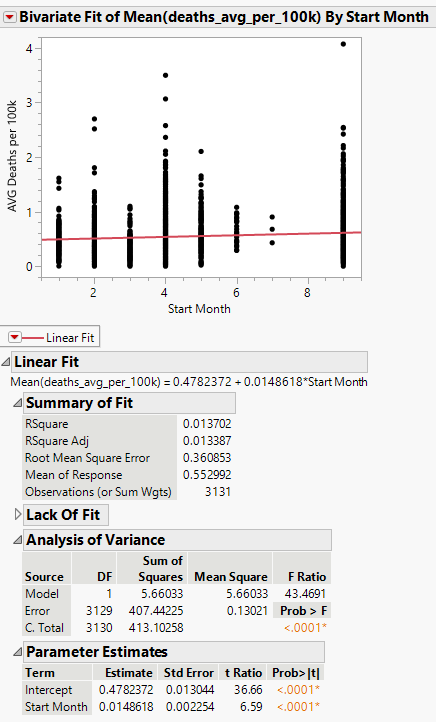 Bivariate Fit of Mean(deaths_avg_per_100k) By Start Month
AVG Deaths per 100k
4
3
2
1
0
2 4 6 8
Start Month
Linear Fit
Linear Fit
Mean(deaths_avg_per_100k) = 0.4782372 + 0.0148618*Start Month
Summary of Fit
RSquare 0.013702
RSquare Adj 0.013387
Root Mean Square Error 0.360853
Mean of Response 0.552992
Observations (or Sum Wgts) 3131
Lack Of Fit
Analysis of Variance
Sum of
Source DF Squares Mean Square F Ratio
Model 1 5.66033 5.66033 43.4691
Error 3129 407.44225 0.13021 Prob > F
C. Total 3130 413.10258 <.0001*
Parameter Estimates
Term Estimate Std Error t Ratio Prob>|t|
Intercept 0.4782372 0.013044 36.66 <.0001*
Start Month 0.0148618 0.002254 6.59 <.0001*